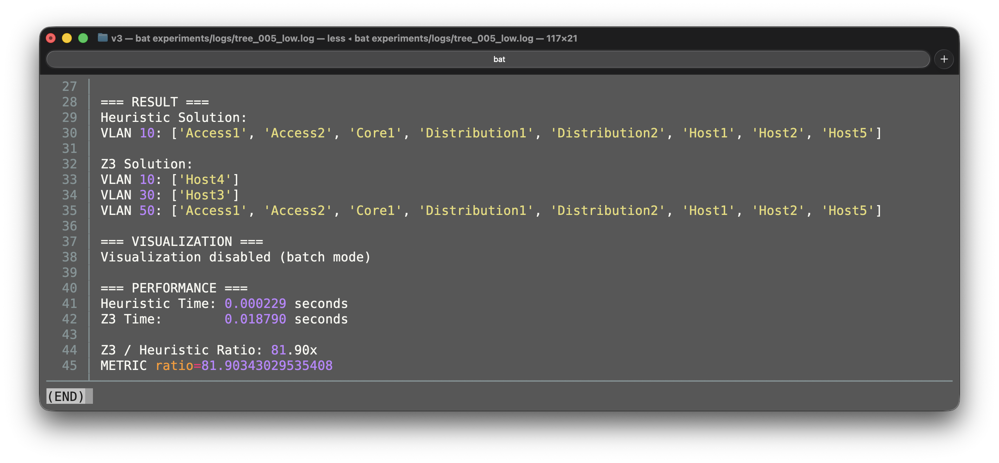 v3 — bat experiments/logs/tree_005_low.log — less ◂ bat experiments/logs/tree_005_low.log — 117×21
bat
27
28 === RESULT ===
29 Heuristic Solution:
30 VLAN 10: ['Access1', 'Access2', 'Core1', 'Distribution1', 'Distribution2', 'Host1', 'Host2', 'Host5']
31
32 Z3 Solution:
33 VLAN 10: ['Host4']
34 VLAN 30: ['Host3']
35 VLAN 50: ['Access1', 'Access2', 'Core1', 'Distribution1', 'Distribution2', 'Host1', 'Host2', 'Host5']
36
37 === VISUALIZATION ===
38 Visualization disabled (batch mode)
39
40 === PERFORMANCE ===
41 Heuristic Time: 0.000229 seconds
42 Z3 Time:        0.018790 seconds
43
44 Z3 / Heuristic Ratio: 81.90x
45 METRIC ratio=81.90343029535408
(END)